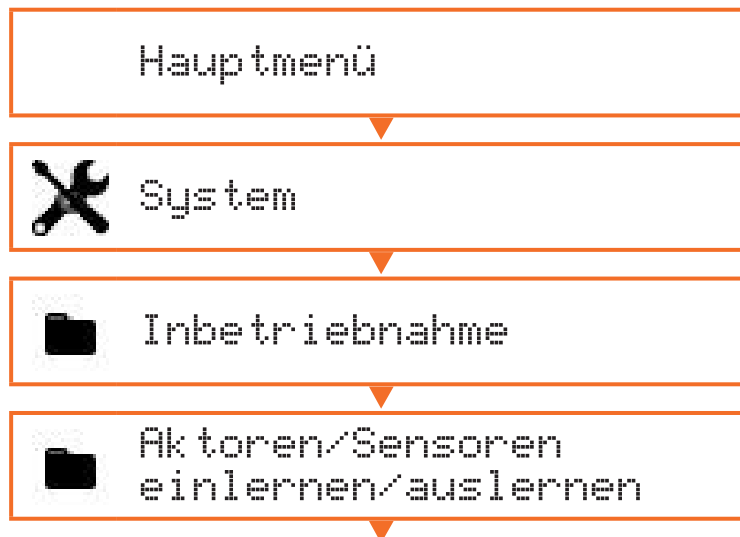 Hauptmenü
System
Inbetriebnahme
Aktoren/Sensoren
einlernen/auslernen